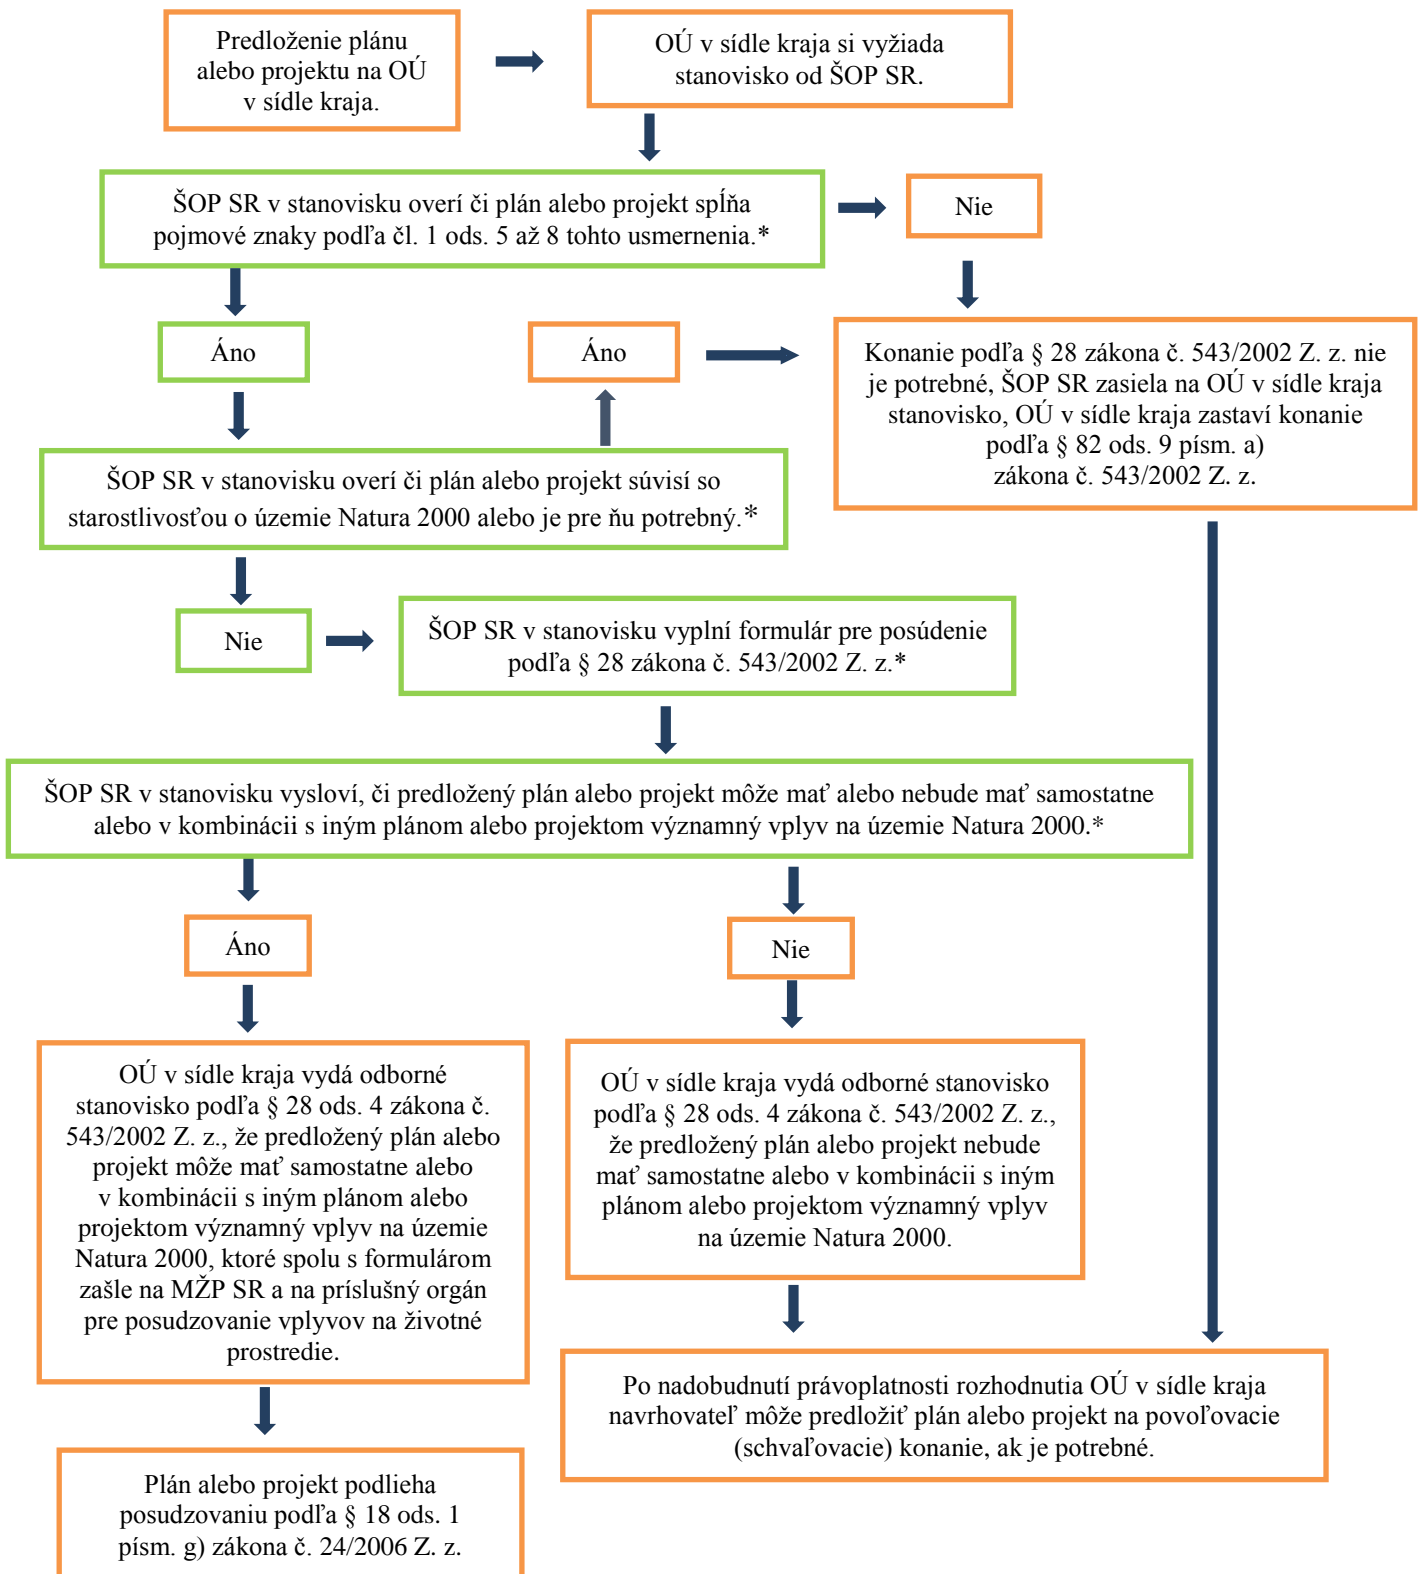 Predloženie plánu
alebo projektu na OÚ
v sídle kraja.
OÚ v sídle kraja si vyžiada
stanovisko od ŠOP SR.
ŠOP SR v stanovisku overí či plán alebo projekt spĺňa
pojmové znaky podľa čl. 1 ods. 5 až 8 tohto usmernenia.*
Nie
Áno
Áno
Konanie podľa § 28 zákona č. 543/2002 Z. z. nie
je potrebné, ŠOP SR zasiela na OÚ v sídle kraja
stanovisko, OÚ v sídle kraja zastaví konanie
podľa § 82 ods. 9 písm. a)
zákona č. 543/2002 Z. z.
ŠOP SR v stanovisku overí či plán alebo projekt súvisí so
starostlivosťou o územie Natura 2000 alebo je pre ňu potrebný.*
Nie
ŠOP SR v stanovisku vyplní formulár pre posúdenie
podľa § 28 zákona č. 543/2002 Z. z.*
ŠOP SR v stanovisku vysloví, či predložený plán alebo projekt môže mať alebo nebude mať samostatne
alebo v kombinácii s iným plánom alebo projektom významný vplyv na územie Natura 2000.*
Áno
Nie
OÚ v sídle kraja vydá odborné
stanovisko podľa § 28 ods. 4 zákona č.
543/2002 Z. z., že predložený plán alebo
projekt môže mať samostatne alebo
v kombinácii s iným plánom alebo
projektom významný vplyv na územie
Natura 2000, ktoré spolu s formulárom
zašle na MŽP SR a na príslušný orgán
pre posudzovanie vplyvov na životné
prostredie.
OÚ v sídle kraja vydá odborné stanovisko
podľa § 28 ods. 4 zákona č. 543/2002 Z. z.,
že predložený plán alebo projekt nebude
mať samostatne alebo v kombinácii s iným
plánom alebo projektom významný vplyv
na územie Natura 2000.
Po nadobudnutí právoplatnosti rozhodnutia OÚ v sídle kraja
navrhovateľ môže predložiť plán alebo projekt na povoľovacie
(schvaľovacie) konanie, ak je potrebné.
Plán alebo projekt podlieha
posudzovaniu podľa § 18 ods. 1
písm. g) zákona č. 24/2006 Z. z.